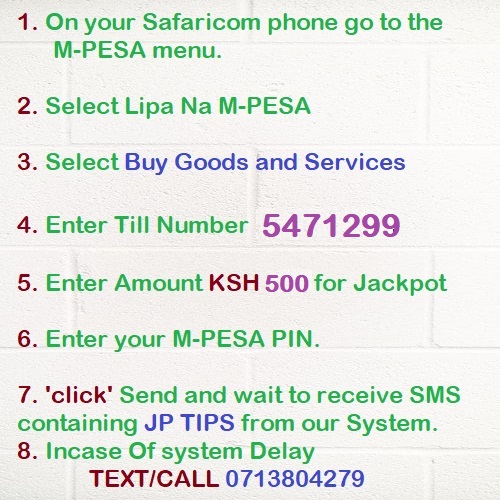 1. On your Safaricom phone go to the
M-PESA menu.
2. Select Lipa Na M-PESA
3. Select Buy Goods and Services
4. Enter Till Number 5471299
5. Enter Amount KSH 500 for Jackpot
6. Enter your M-PESA PIN.
7. 'click' Send and wait to receive SMS
containing JP TIPS from our System.
8. Incase Of system Delay
TEXT/CALL 0713804279